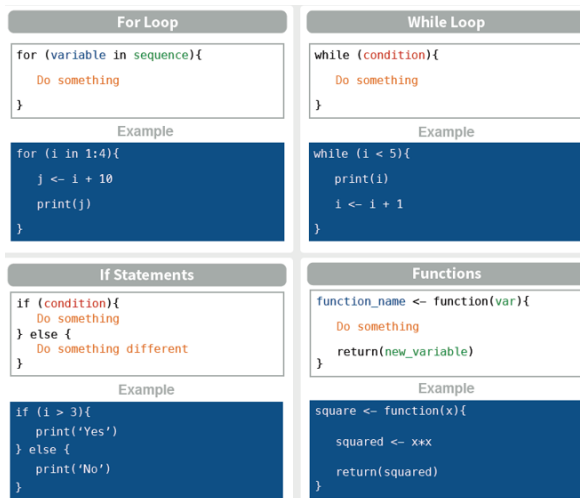 For Loop
for (variable in sequence){
Do something
}
Example
for (i in 1:4){
j <- i + 10
print(j)
}
While Loop
while (condition){
Do something
}
Example
while (i < 5){
print(i)
i <- i + 1
}
If Statements
if (condition){
Do something
} else {
Do something different
}
Example
if (i > 3){
print(‘Yes’)
} else {
print(‘No’)
}
Functions
function_name <- function(var){
Do something
return(new_variable)
}
Example
square <- function(x){
squared <- x*x
return(squared)
}